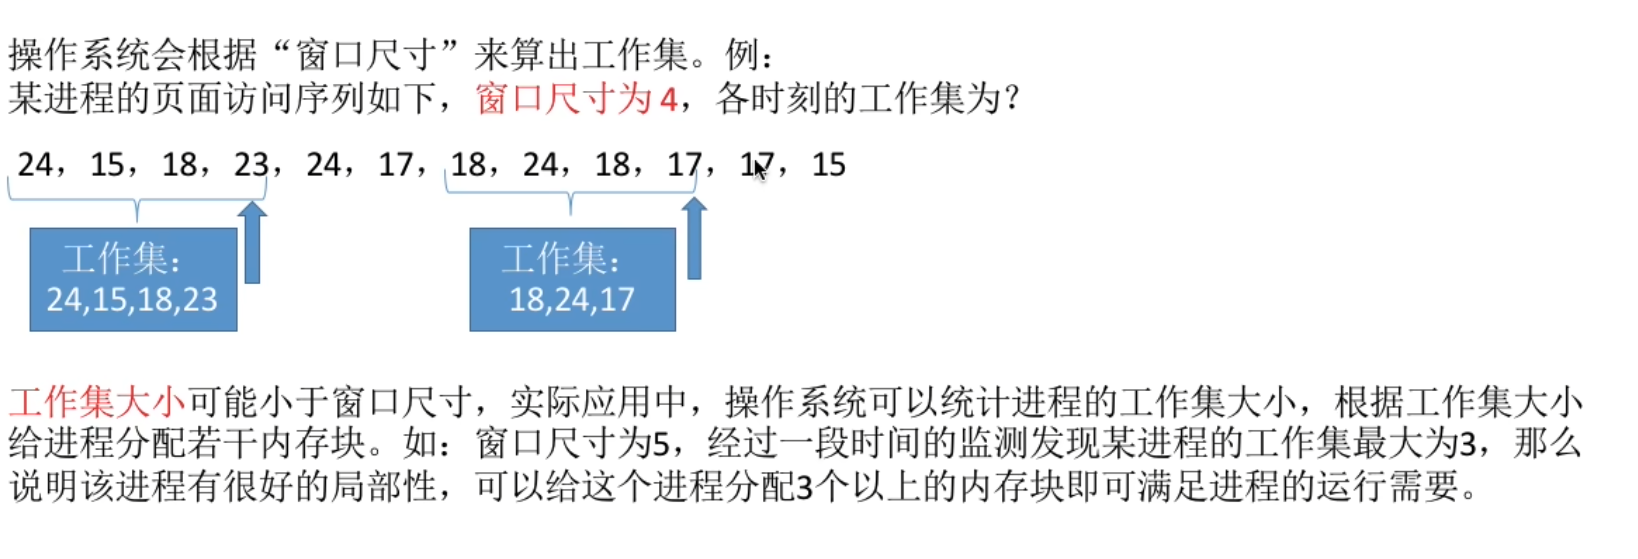 操作系统会根据“窗口尺寸”来算出工作集。例：
某进程的页面访问序列如下，窗口尺寸为 4，各时刻的工作集为？
24，15，18，23，24，17，18，24，18，17，17，15
工作集：
24,15,18,23
工作集：
18,24,17
工作集大小可能小于窗口尺寸，实际应用中，操作系统可以统计进程的工作集大小，根据工作集大小
给进程分配若干内存块。如：窗口尺寸为5，经过一段时间的监测发现某进程的工作集最大为3，那么
说明该进程有很好的局部性，可以给这个进程分配3个以上的内存块即可满足进程的运行需要。